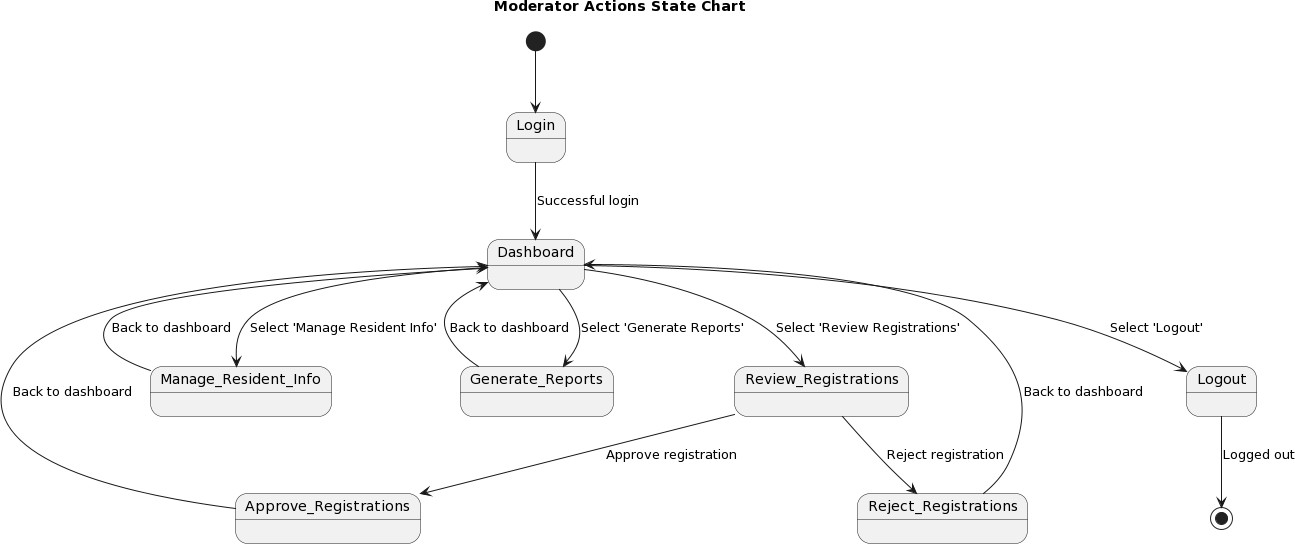 Moderator Actions State Chart
Login
Successful login
Dashboard
Back to dashboard
Select 'Manage Resident Info'
Back to dashboard
Select 'Generate Reports'
Select 'Review Registrations'
Select 'Logout'
Manage_Resident_Info
Generate_Reports
Review_Registrations
Logout
Back to dashboard
Back to dashboard
Approve registration
Reject registration
Logged out
Approve_Registrations
Reject_Registrations